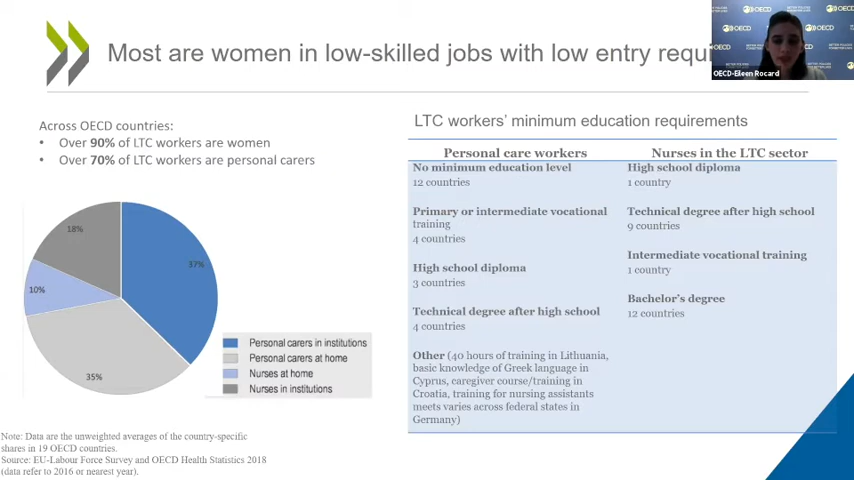 Most are women in low-skilled jobs with low entry requ
OECD
OECD-Eileen Rocard
Across OECD countries:
• Over 90% of LTC workers are women
• Over 70% of LTC workers are personal carers
18%
37%
10%
35%
Personal carers in institutions
Personal carers at home
Nurses at home
Nurses in institutions
Note: Data are the unweighted averages of the country-specific
shares in 19 OECD countries.
Source: EU-Labour Force Survey and OECD Health Statistics 2018
(data refer to 2016 or nearest year).
LTC workers' minimum education requirements
Personal care workers
No minimum education level
12 countries
Primary or intermediate vocational
training
4 countries
High school diploma
3 countries
Technical degree after high school
4 countries
Other (40 hours of training in Lithuania,
basic knowledge of Greek language in
Cyprus, caregiver course/training in
Croatia, training for nursing assistants
meets varies across federal states in
Germany)
Nurses in the LTC sector
High school diploma
1 country
Technical degree after high school
9 countries
Intermediate vocational training
1 country
Bachelor's degree
12 countries